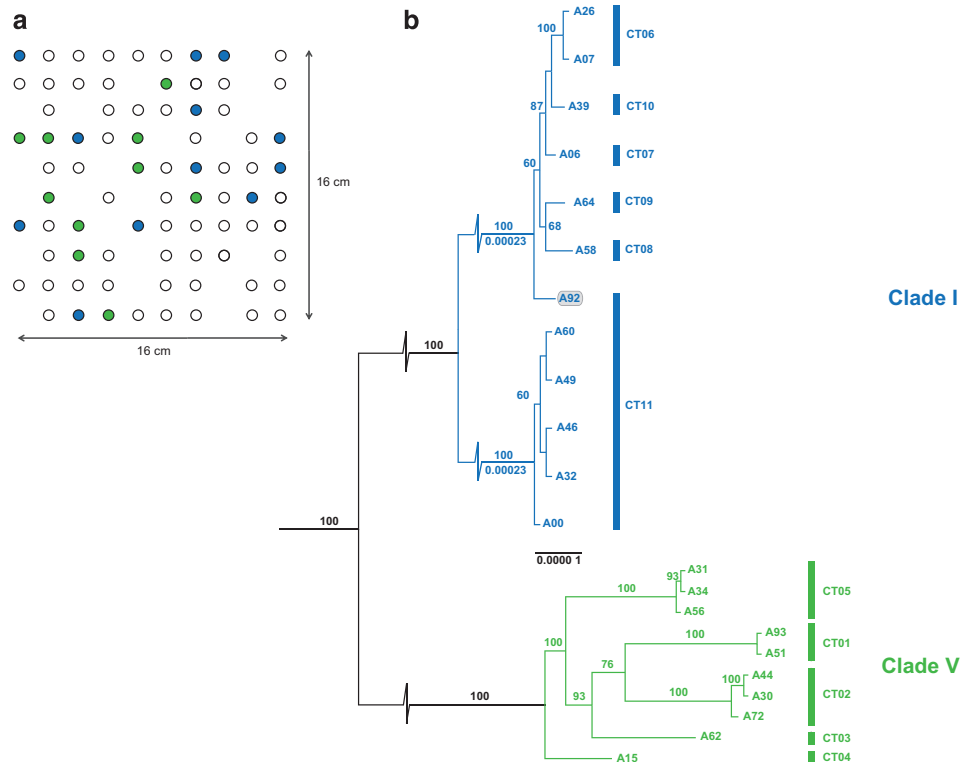 a
b
16 cm
16 cm
A26
100
CT06
A07
87
A39
CT10
A06
CT07
60
A64
CT09
100
68
0.00023
A58
CT08
A92
Clade I
A60
100
A49
60
CT11
A46
100
0.00023
A32
A00
100
0.0000 1
A31
93
100
A34
CT05
A56
A93
100
100
CT01
A51
76
Clade V
A44
100
100
A30
CT02
93
100
A72
A62
CT03
A15
CT04